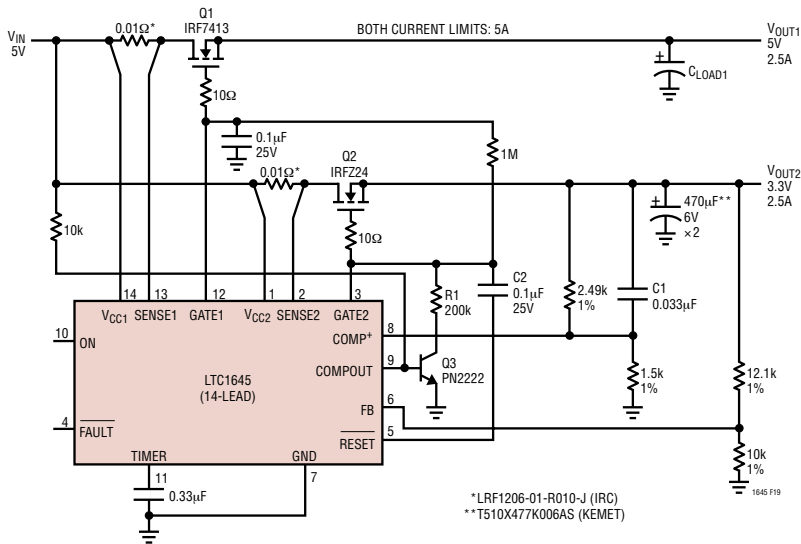 Q1
IRF7413
0.01Ω*
VIN
5V
BOTH CURRENT LIMITS: 5A
VOUT1
5V
2.5A
+
CLOAD1
10Ω
0.1µF
25V
1M
Q2
IRFZ24
0.01Ω*
VOUT2
3.3V
2.5A
+
470µF**
6V
×2
10k
10Ω
2.49k
1%
C1
0.033µF
R1
200k
C2
0.1µF
25V
14
13
12
1
2
3
VCC1
SENSE1
GATE1
VCC2
SENSE2
GATE2
10
ON
COMP+
8
COMPOUT
9
Q3
PN2222
1.5k
1%
12.1k
1%
LTC1645
(14-LEAD)
FB
6
4
FAULT
RESET
5
TIMER
GND
11
7
0.33µF
10k
1%
1645 F19
*LRF1206-01-R010-J (IRC)
**T510X477K006AS (KEMET)